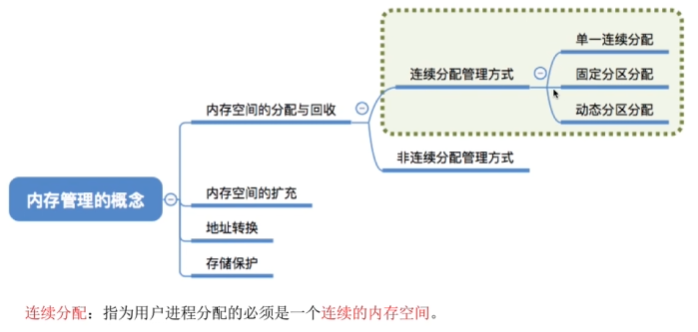 内存管理的概念
内存空间的分配与回收
连续分配管理方式
单一连续分配
固定分区分配
动态分区分配
非连续分配管理方式
内存空间的扩充
地址转换
存储保护
连续分配：指为用户进程分配的必须是一个连续的内存空间。